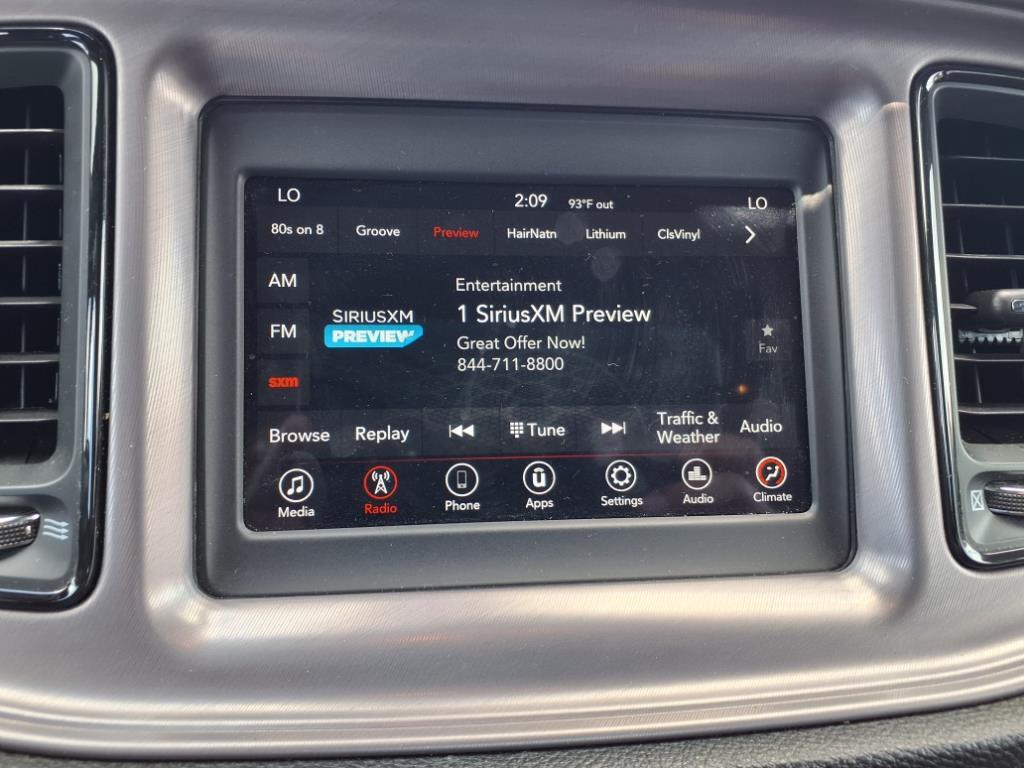 LO 2:09 93°F out LO
80s on 8 Groove Preview HairNatn Lithium ClsVinyl
AM
FM
sxm
SIRIUSXM
PREVIEW
Entertainment
1 SiriusXM Preview
Great Offer Now!
844-711-8800
Fav
Browse Replay Tune Traffic & Weather Audio
Media Radio Phone Apps Settings Audio Climate